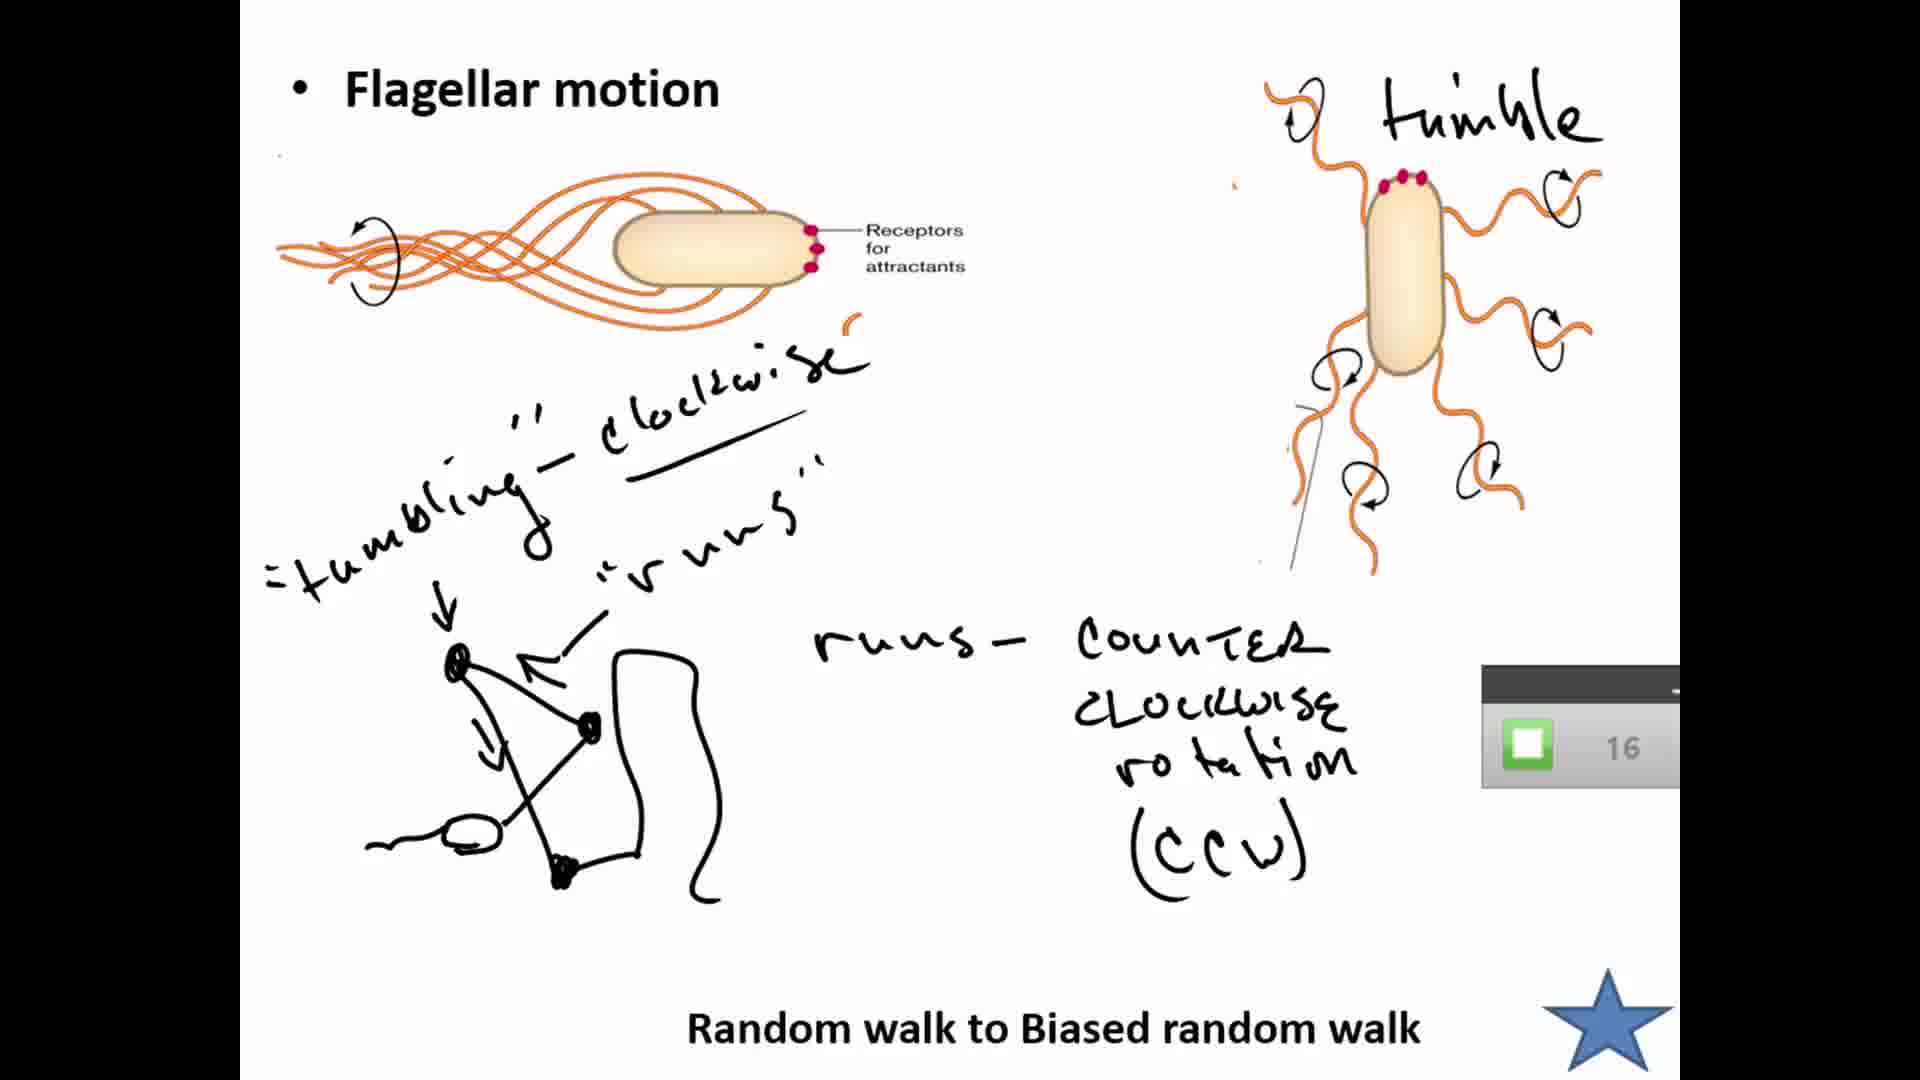 • Flagellar motion
tumble
Receptors
for
attractants
"tumbling" - clockwise
"runs"
runs - COUNTER
CLOCKWISE
rotation
(CCW)
16
Random walk to Biased random walk